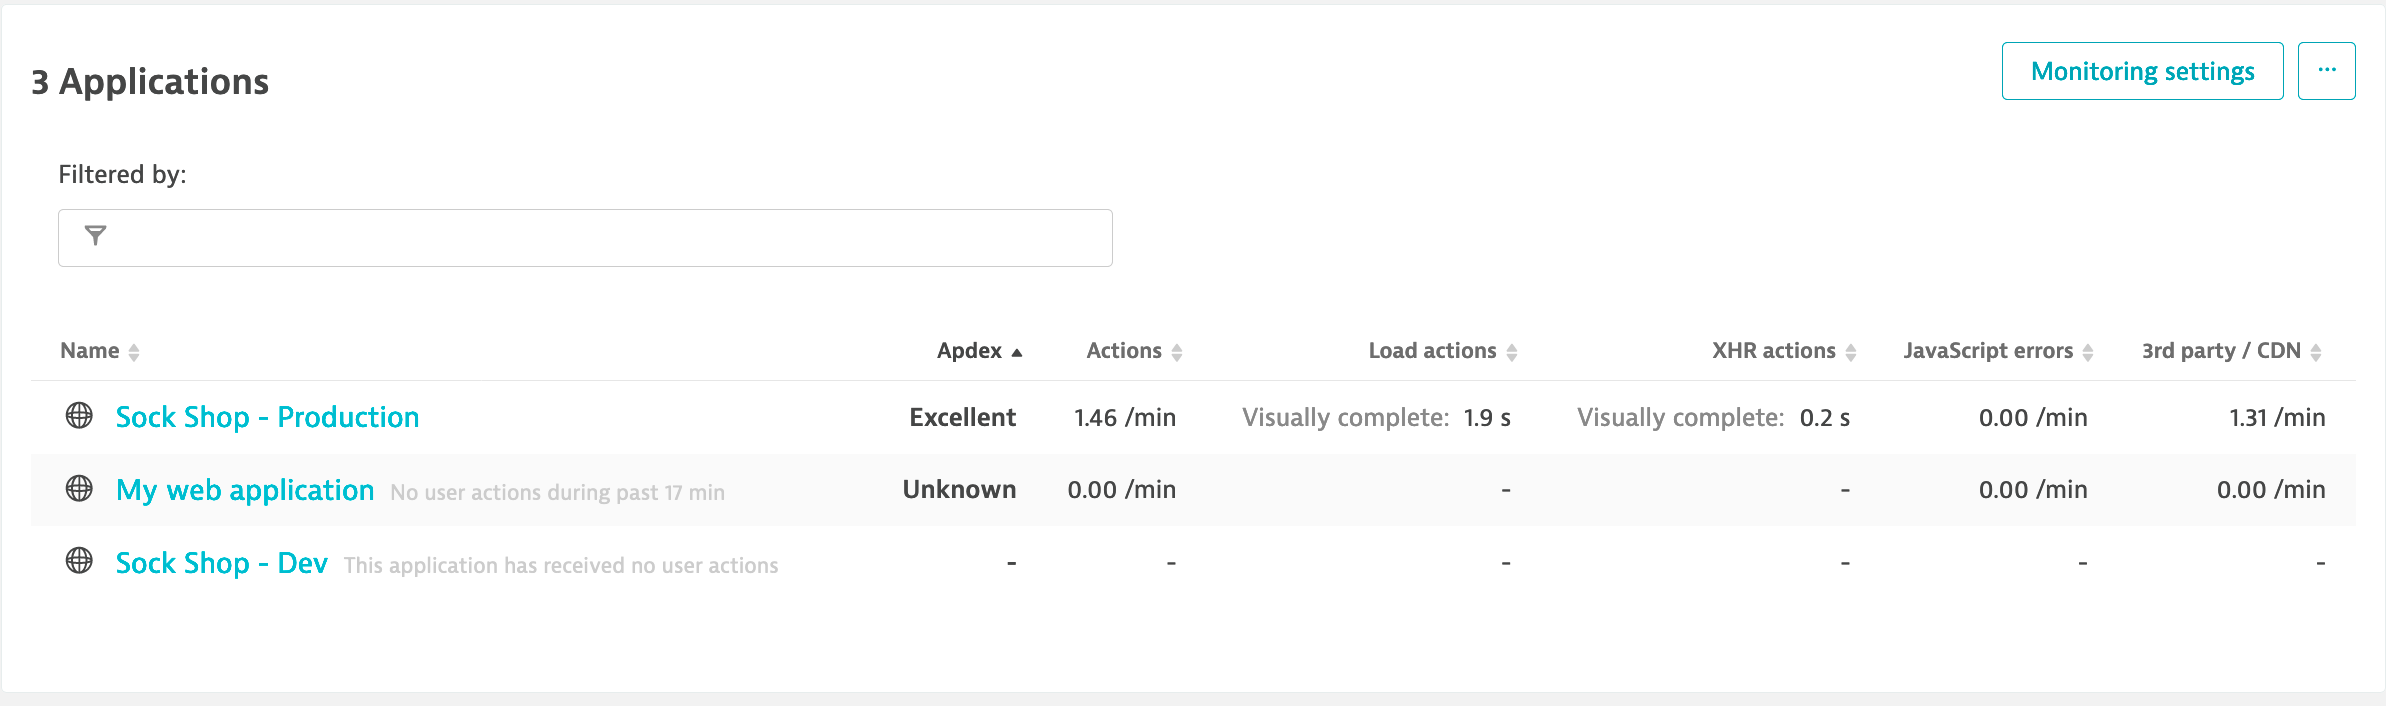 3 Applications
Monitoring settings
...
Filtered by:
Name Apdex Actions Load actions XHR actions JavaScript errors 3rd party / CDN
Sock Shop - Production Excellent 1.46 /min Visually complete: 1.9 s Visually complete: 0.2 s 0.00 /min 1.31 /min
My web application No user actions during past 17 min Unknown 0.00 /min - - 0.00 /min 0.00 /min
Sock Shop - Dev This application has received no user actions - - - - - -